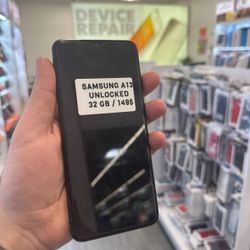 DEVICE
REPAIR
SAMSUNG A13
UNLOCKED
32 GB / 149$